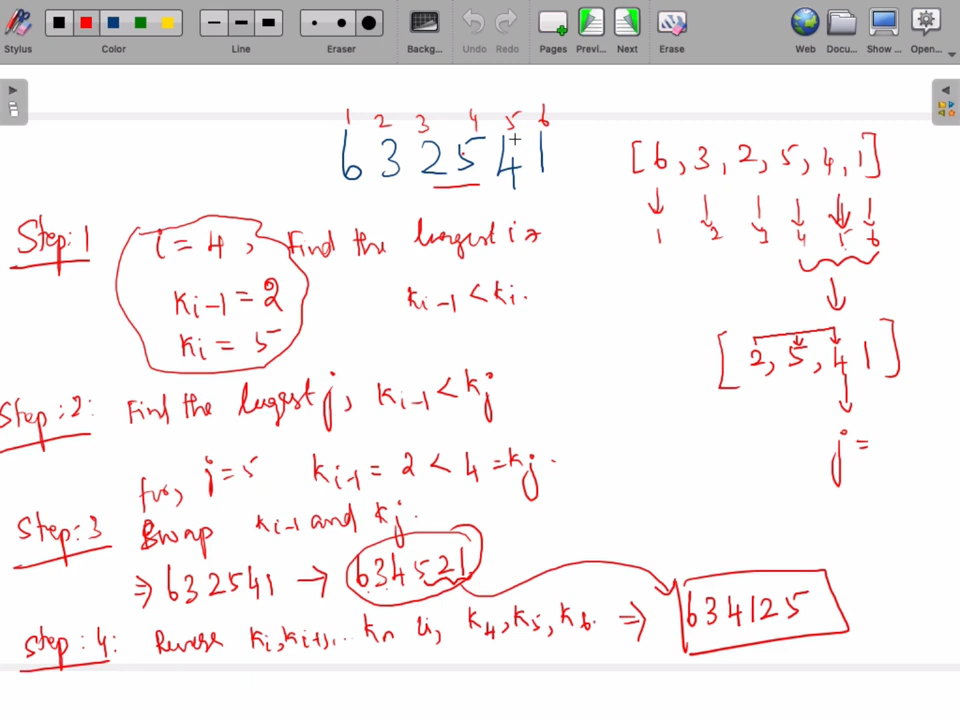 Color Line Eraser
Stylus Backg... Undo Redo Pages Previ... Next Erase Web Docu... Show ... Open...
1 2 3 4 5 6
6 3 2 5 4 1
[6, 3, 2, 5, 4, 1]
1 2 3 4 5 6
Step:1 i = 4, Find the largest i ∋
Ki-1 = 2 Ki-1 < Ki.
Ki = 5
[2, 5, 4 1]
Step:2: Find the largest j, Ki-1 < Kj
j =
for, j = 5 Ki-1 = 2 < 4 = Kj.
Step:3 Swap Ki-1 and Kj.
⇒ 632541 → 634521
634125
Step:4: Reverse Ki, Ki+1, .. Kn K4, K5, K6. ⇒